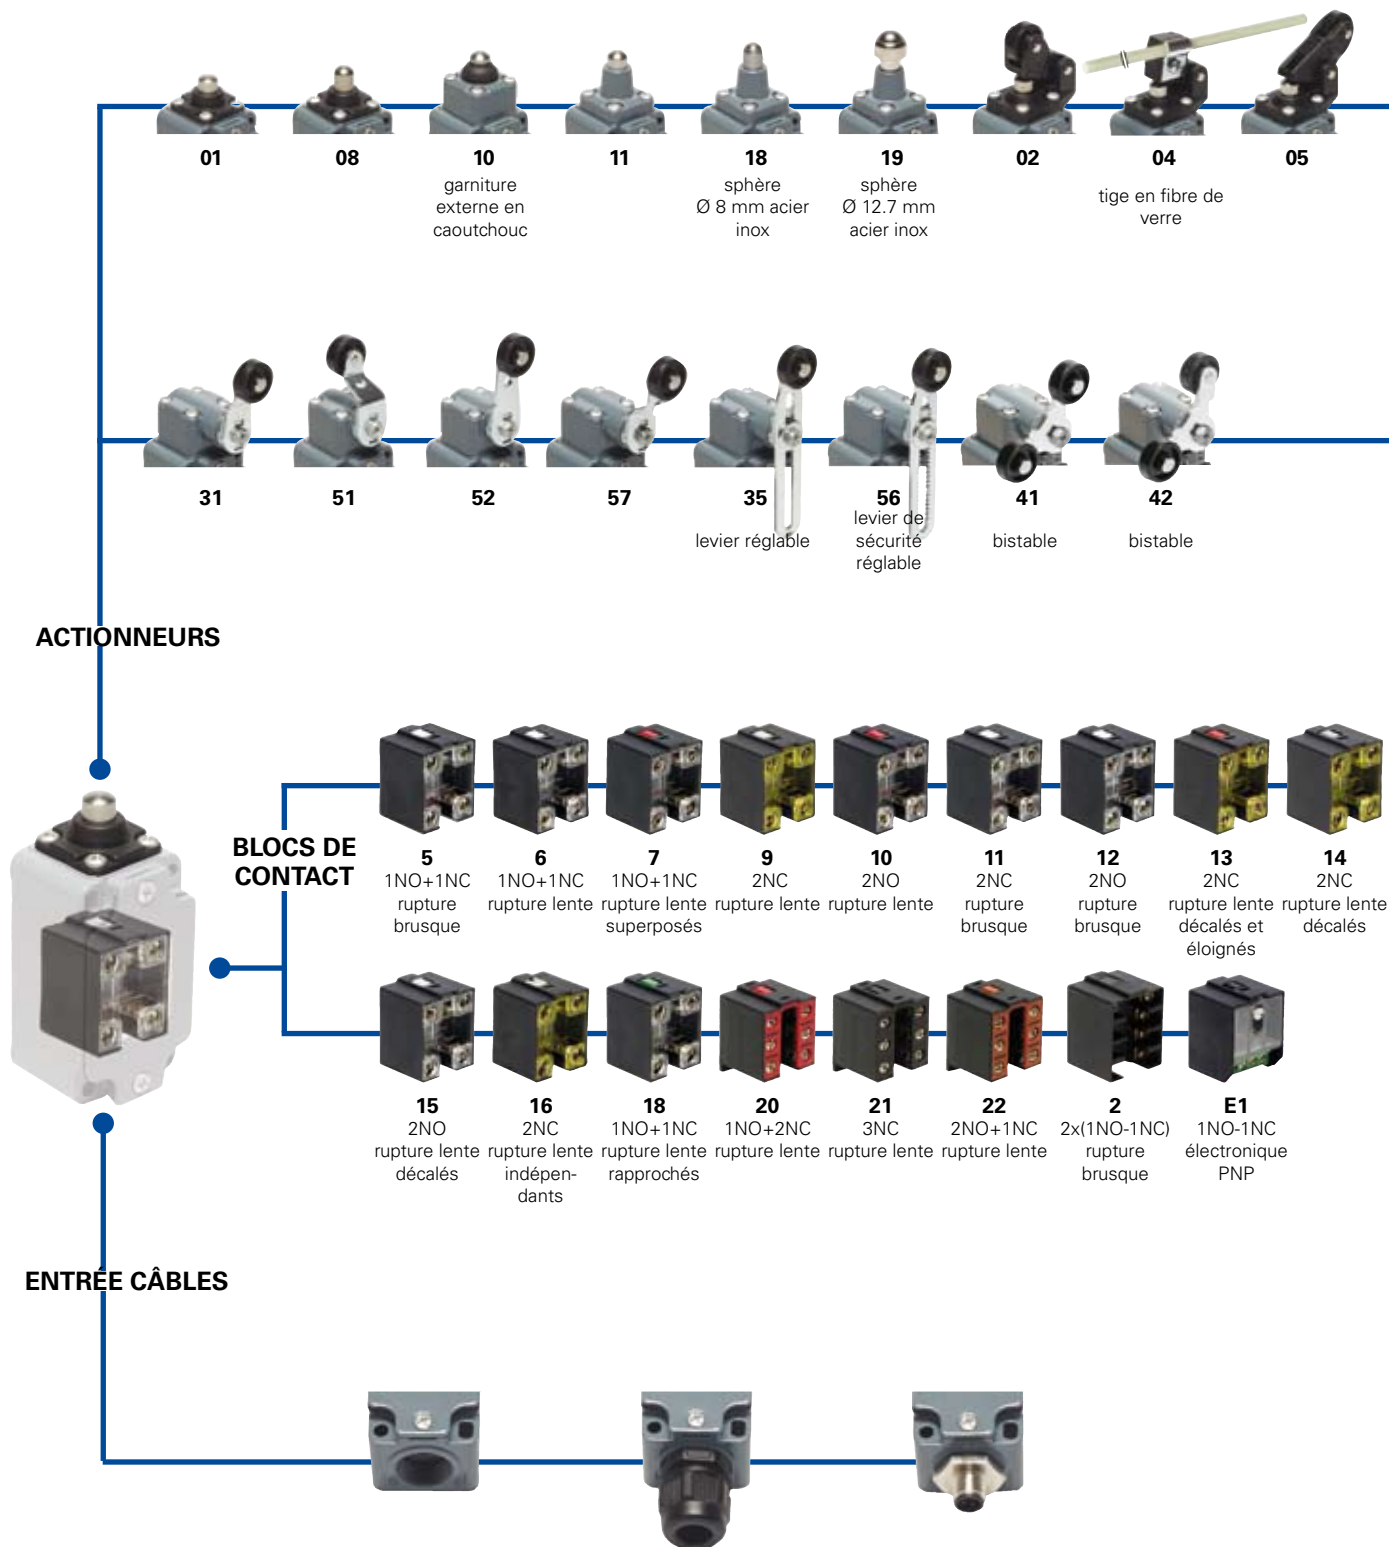 01 08 10 11 18 19 02 04 05
garniture
externe en
caoutchouc
sphère
Ø 8 mm acier
inox
sphère
Ø 12.7 mm
acier inox
tige en fibre de
verre
31 51 52 57 35 56 41 42
levier réglable
levier de
sécurité
réglable
bistable
bistable
ACTIONNEURS
BLOCS DE
CONTACT
5
1NO+1NC
rupture
brusque
6
1NO+1NC
rupture lente
7
1NO+1NC
rupture lente
superposés
9
2NC
rupture lente
10
2NO
rupture lente
11
2NC
rupture
brusque
12
2NO
rupture
brusque
13
2NC
rupture lente
décalés et
éloignés
14
2NC
rupture lente
décalés
15
2NO
rupture lente
décalés
16
2NC
rupture lente
indépen-
dants
18
1NO+1NC
rupture lente
rapprochés
20
1NO+2NC
rupture lente
21
3NC
rupture lente
22
2NO+1NC
rupture lente
2
2x(1NO-1NC)
rupture
brusque
E1
1NO-1NC
électronique
PNP
ENTRÉE CÂBLES